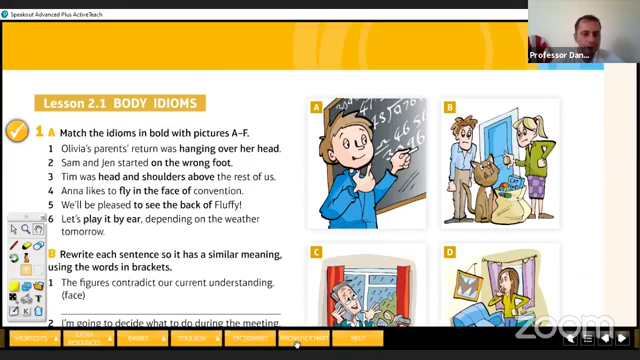 Speakout Advanced Plus ActiveTeach
Professor Dan...
Lesson 2.1 BODY IDIOMS
1 A Match the idioms in bold with pictures A–F.
1 Olivia's parents' return was hanging over her head.
2 Sam and Jen started on the wrong foot.
3 Tim was head and shoulders above the rest of us.
4 Anna likes to fly in the face of convention.
5 We'll be pleased to see the back of Fluffy!
6 Let's play it by ear, depending on the weather
tomorrow.
B Rewrite each sentence so it has a similar meaning,
using the words in brackets.
1 The figures contradict our current understanding.
(face)
2 I'm going to decide what to do during the meeting.
A
B
CAT FOOD
C
D
SHORTCUTS
EXTRA RESOURCES
GAMES
TOOLBOX
DICTIONARY
PHONETIC CHART
HELP
zoom